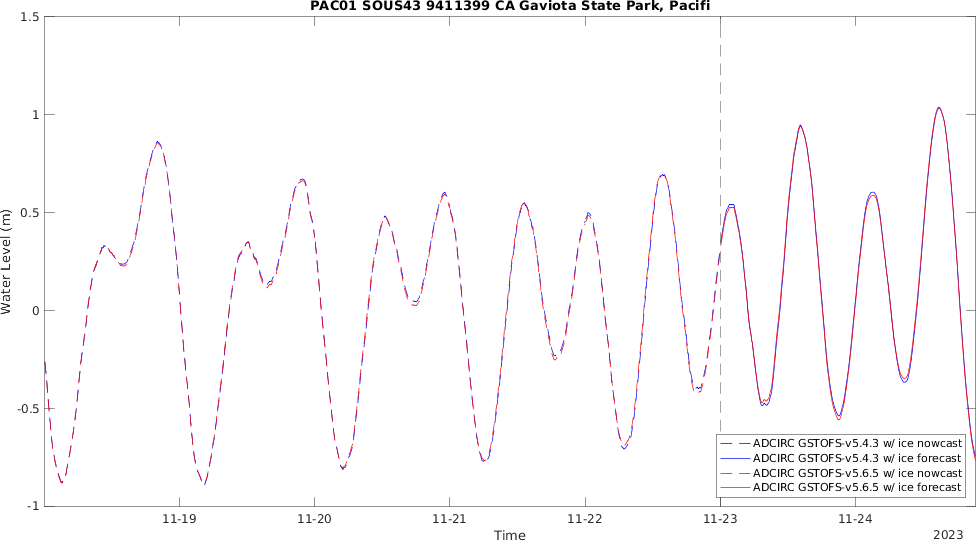 PAC01 SOUS43 9411399 CA Gaviota State Park, Pacifi
1.5
1
0.5
0
-0.5
-1
Water Level (m)
11-19
11-20
11-21
11-22
11-23
11-24
Time
2023
ADCIRC GSTOFS-v5.4.3 w/ ice nowcast
ADCIRC GSTOFS-v5.4.3 w/ ice forecast
ADCIRC GSTOFS-v5.6.5 w/ ice nowcast
ADCIRC GSTOFS-v5.6.5 w/ ice forecast